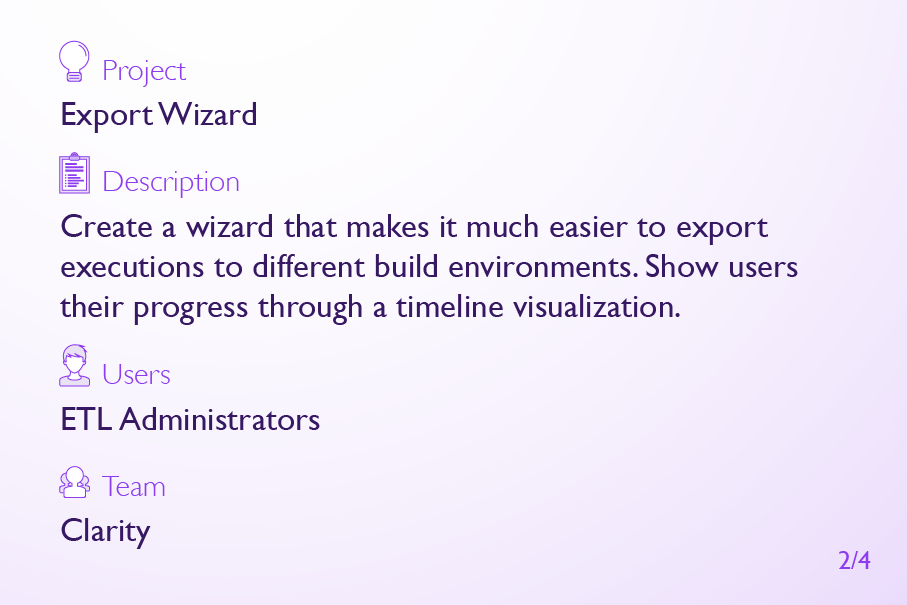 Project
Export Wizard
Description
Create a wizard that makes it much easier to export
executions to different build environments. Show users
their progress through a timeline visualization.
Users
ETL Administrators
Team
Clarity
2/4